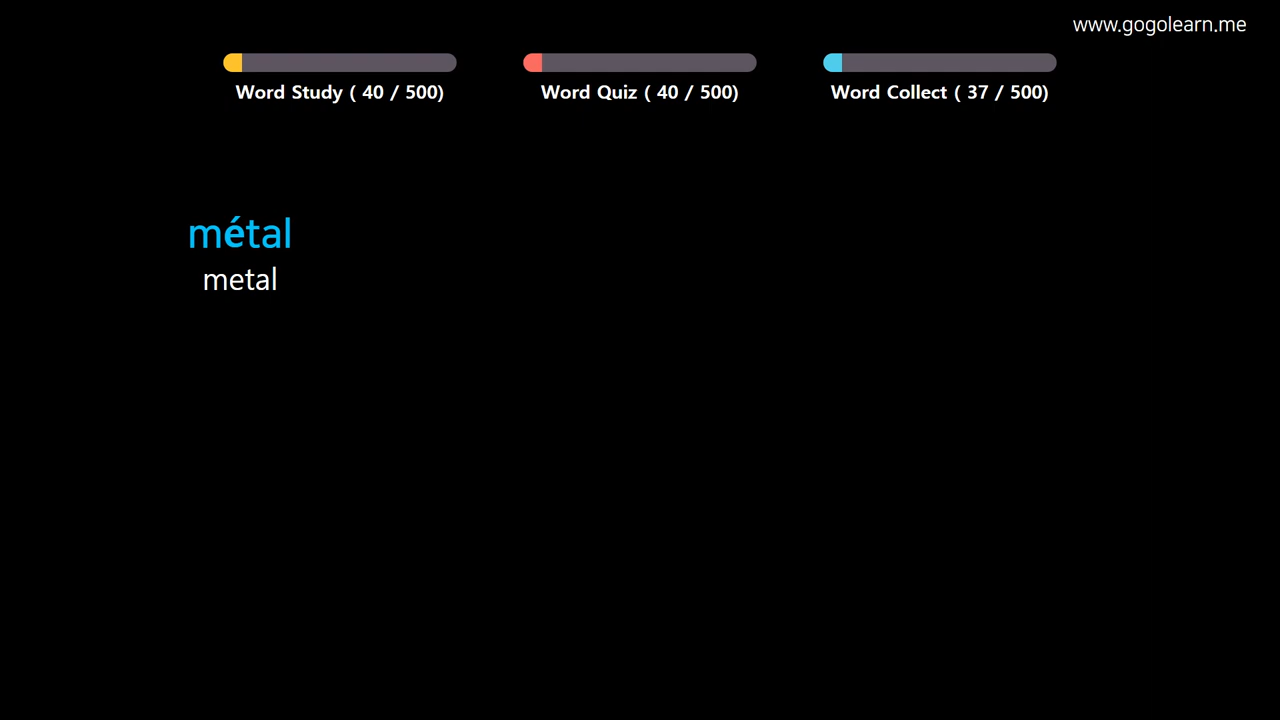 www.gogolearn.me
Word Study ( 40 / 500)
Word Quiz ( 40 / 500)
Word Collect ( 37 / 500)
métal
metal